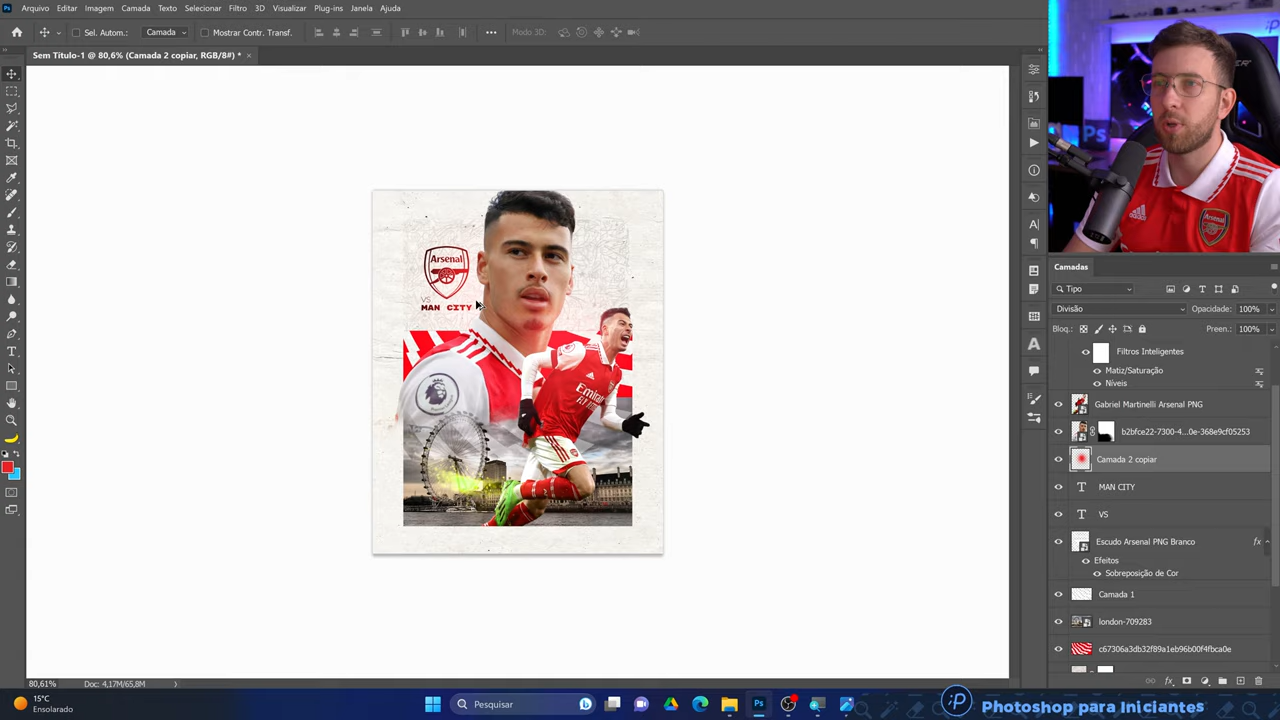 Ps Arquivo Editar Imagem Camada Texto Selecionar Filtro 3D Visualizar Plug-ins Janela Ajuda
Sel. Autom.: Camada Mostrar Contr. Transf. Modo 3D:
Sem Título-1 @ 80,6% (Camada 2 copiar, RGB/8#) *
Arsenal
VS
MAN CITY
Camadas
Tipo
Divisão Opacidade: 100%
Bloq.: Preen.: 100%
Filtros Inteligentes
Matiz/Saturação
Níveis
Gabriel Martinelli Arsenal PNG
b2bfce22-7300-4...0e-368e9cf05253
Camada 2 copiar
MAN CITY
VS
Escudo Arsenal PNG Branco fx
Efeitos
Sobreposição de Cor
Camada 1
london-709283
c67306a3db32f89a1eb96b00f4fbca0e
80,61% Doc: 4,17M/65,8M
15°C
Ensolarado
Pesquisar
Photoshop para Iniciantes